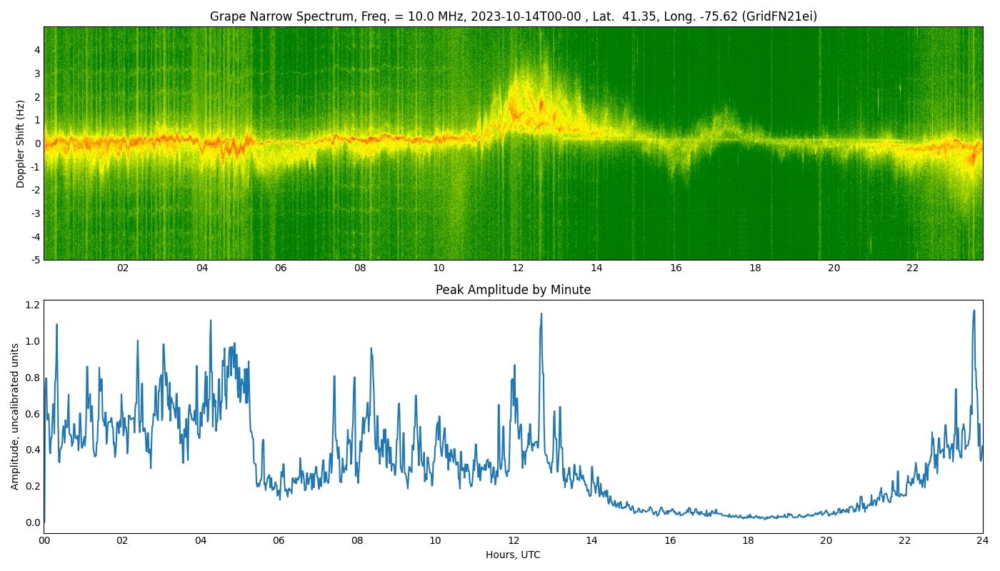 Grape Narrow Spectrum, Freq. = 10.0 MHz, 2023-10-14T00-00 , Lat.  41.35, Long. -75.62 (GridFN21ei)
Doppler Shift (Hz)
4
3
2
1
0
-1
-2
-3
-4
-5
02 04 06 08 10 12 14 16 18 20 22
Peak Amplitude by Minute
Amplitude, uncalibrated units
1.2
1.0
0.8
0.6
0.4
0.2
0.0
00 02 04 06 08 10 12 14 16 18 20 22 24
Hours, UTC